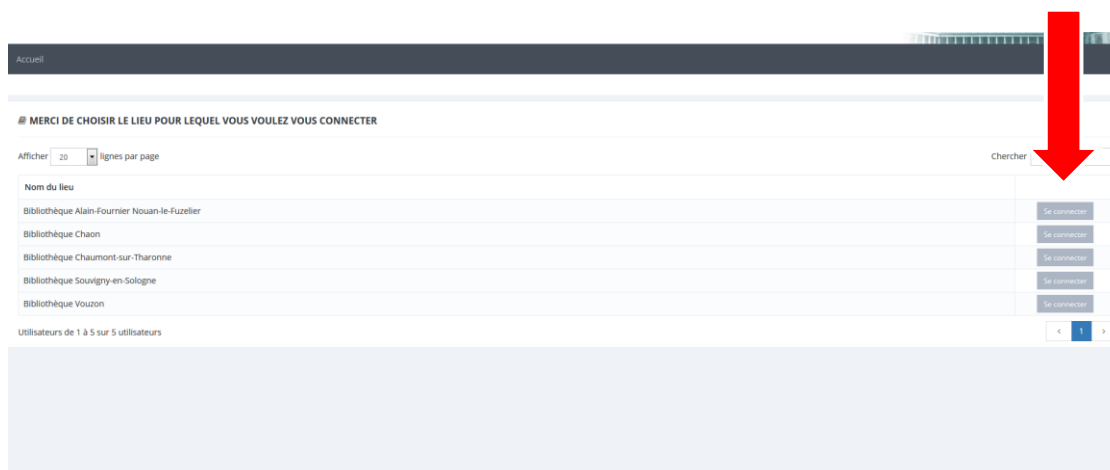 Accueil
MERCI DE CHOISIR LE LIEU POUR LEQUEL VOUS VOULEZ VOUS CONNECTER
Afficher 20 lignes par page
Chercher
Nom du lieu
Bibliothèque Alain-Fournier Nouan-le-Fuzelier Se connecter
Bibliothèque Chaon Se connecter
Bibliothèque Chaumont-sur-Tharonne Se connecter
Bibliothèque Souvigny-en-Sologne Se connecter
Bibliothèque Vouzon Se connecter
Utilisateurs de 1 à 5 sur 5 utilisateurs
< 1 >